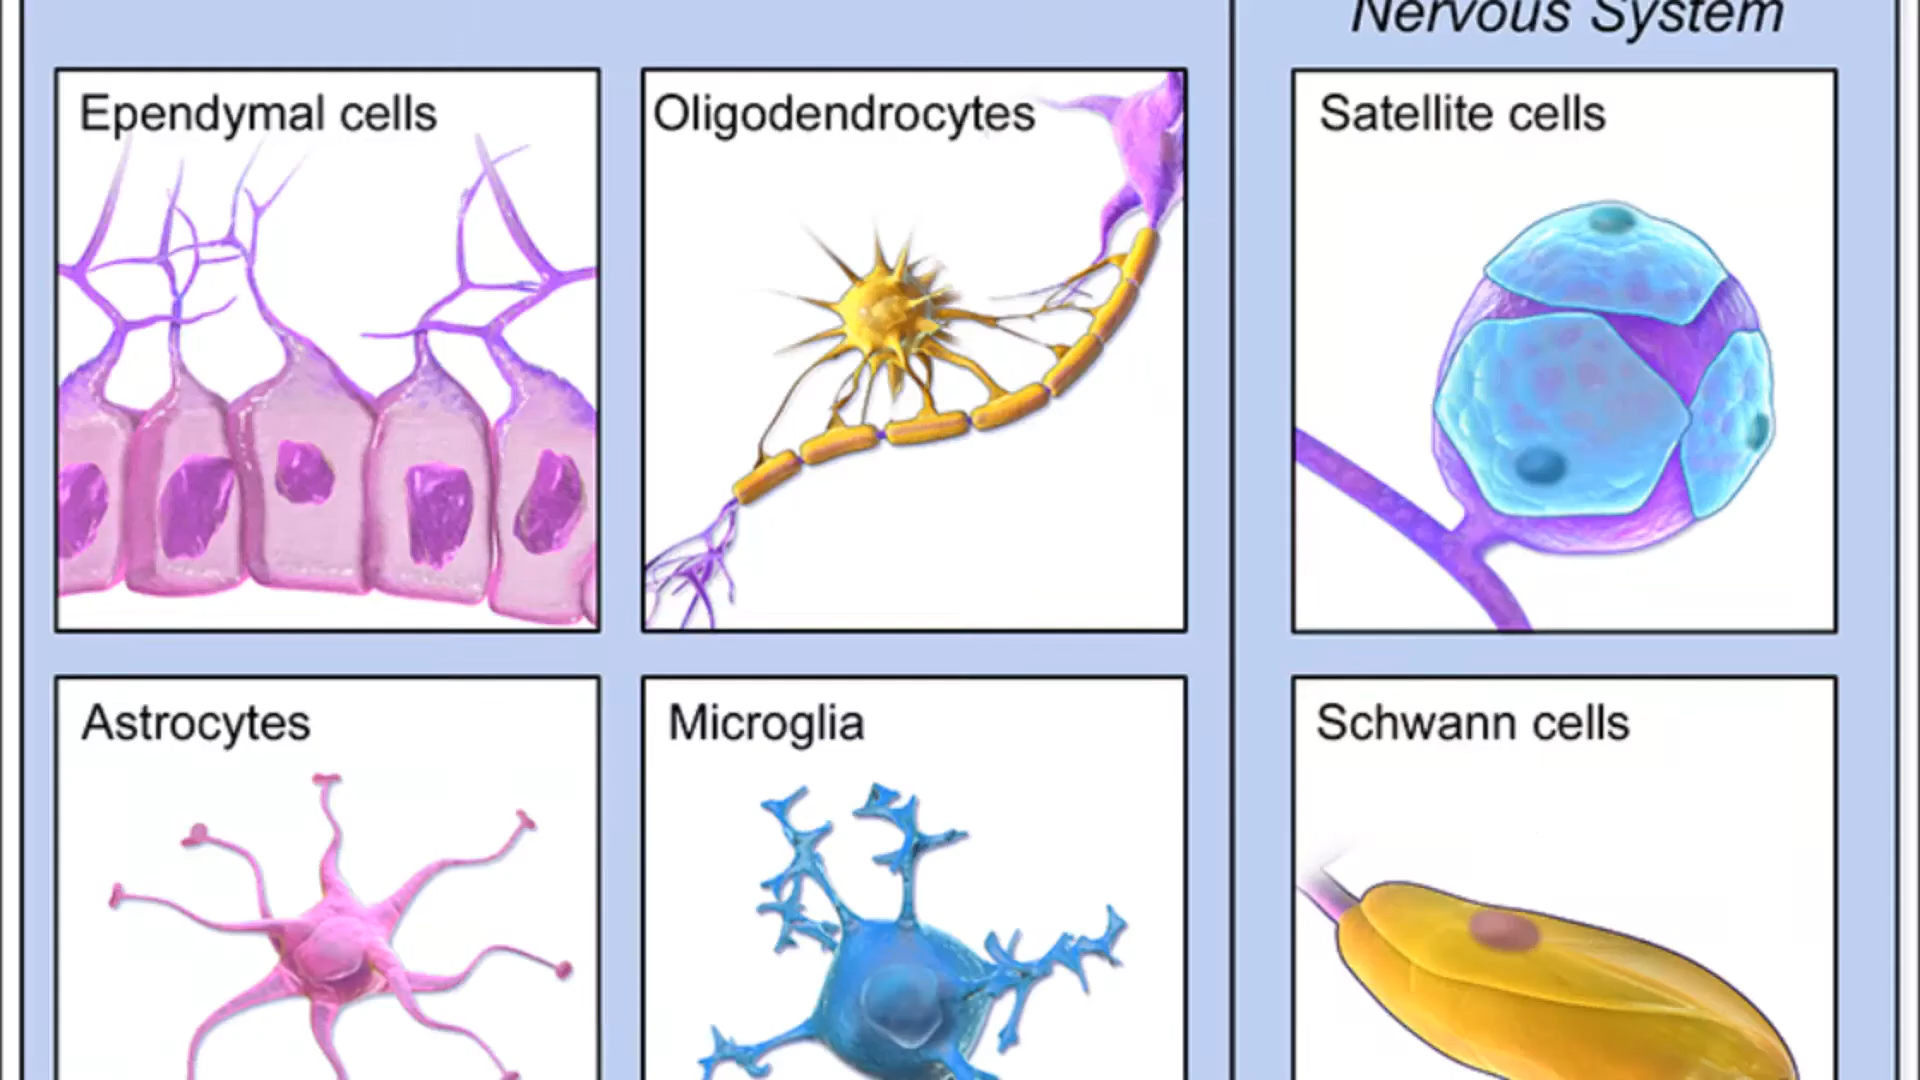 Nervous System
Ependymal cells
Oligodendrocytes
Satellite cells
Astrocytes
Microglia
Schwann cells